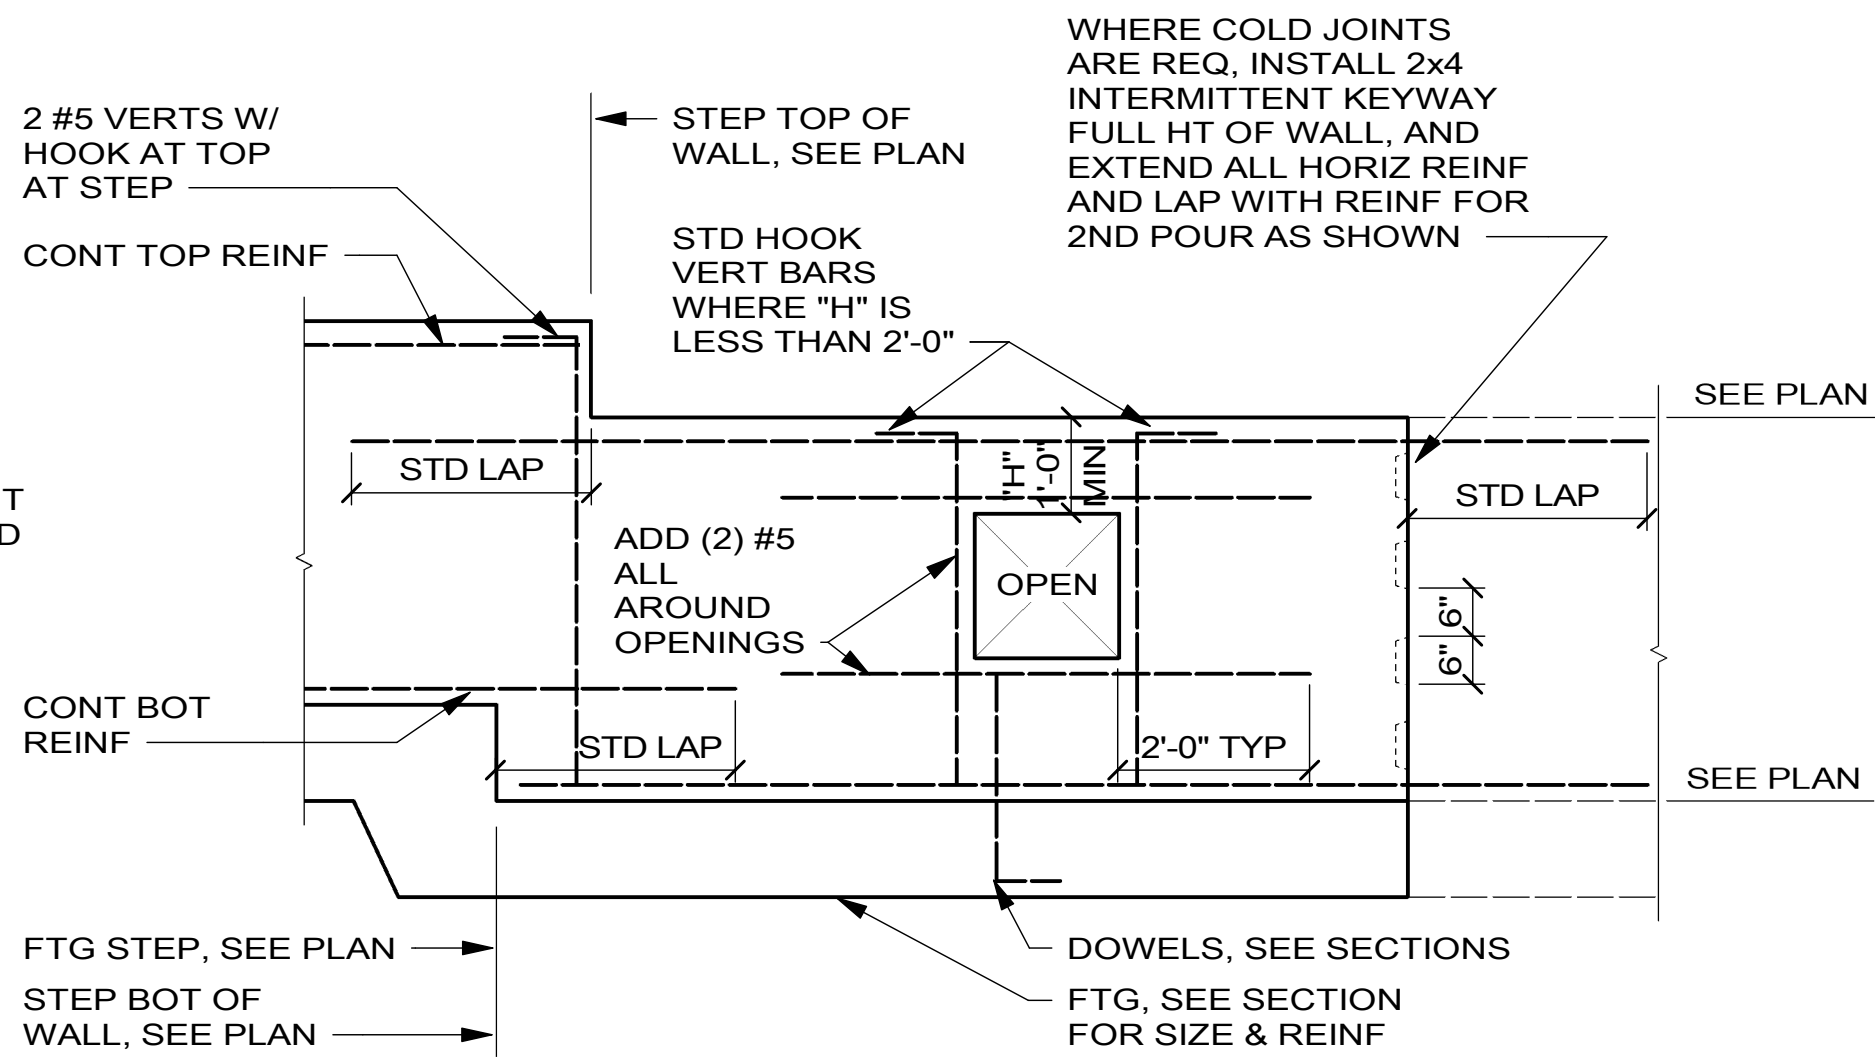 2 #5 VERTS W/
HOOK AT TOP
AT STEP
CONT TOP REINF
STEP TOP OF
WALL, SEE PLAN
STD HOOK
VERT BARS
WHERE "H" IS
LESS THAN 2'-0"
WHERE COLD JOINTS
ARE REQ, INSTALL 2x4
INTERMITTENT KEYWAY
FULL HT OF WALL, AND
EXTEND ALL HORIZ REINF
AND LAP WITH REINF FOR
2ND POUR AS SHOWN
SEE PLAN
STD LAP
"H"
1'-0"
MIN
STD LAP
T
D
ADD (2) #5
ALL
AROUND
OPENINGS
OPEN
6"
6"
CONT BOT
REINF
STD LAP
2'-0" TYP
SEE PLAN
FTG STEP, SEE PLAN
STEP BOT OF
WALL, SEE PLAN
DOWELS, SEE SECTIONS
FTG, SEE SECTION
FOR SIZE & REINF